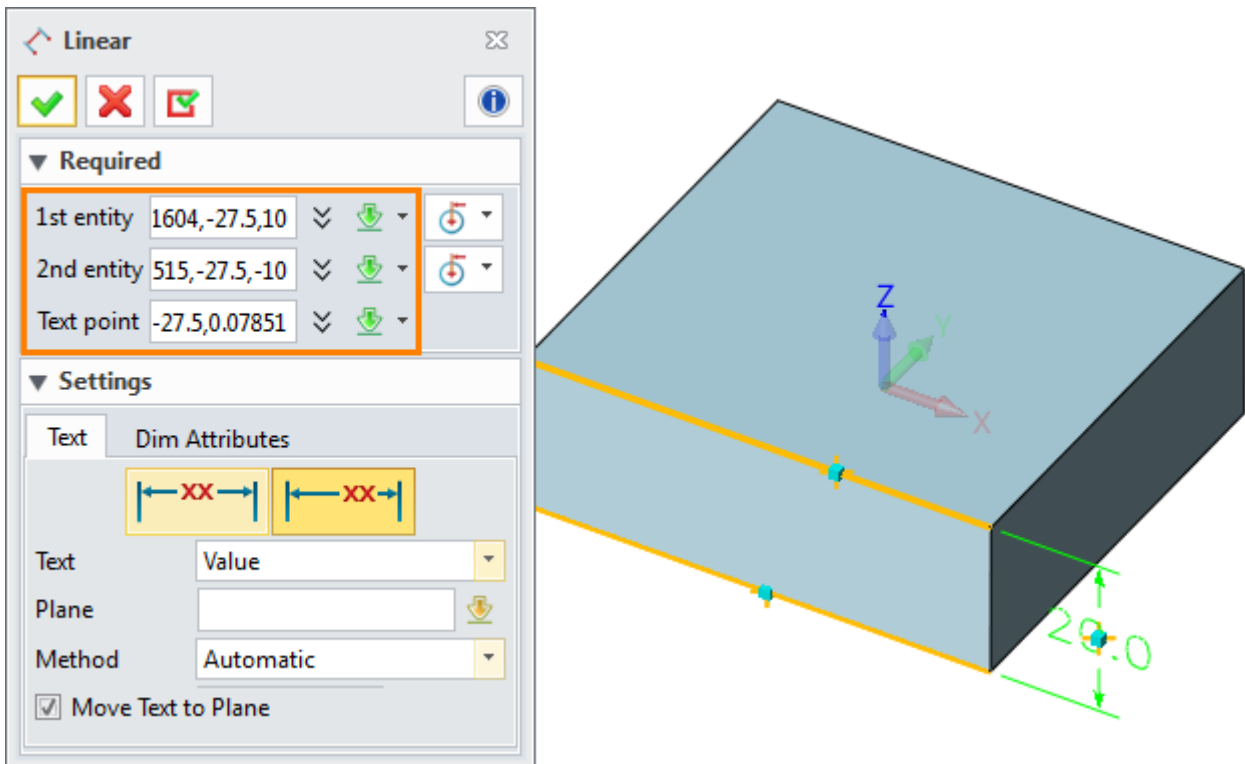 Linear
Required
1st entity 1604,-27.5,10
2nd entity 515,-27.5,-10
Text point -27.5,0.07851
Settings
Text Dim Attributes
XX XX
Text Value
Plane
Method Automatic
Move Text to Plane
Z
Y
X
20.0